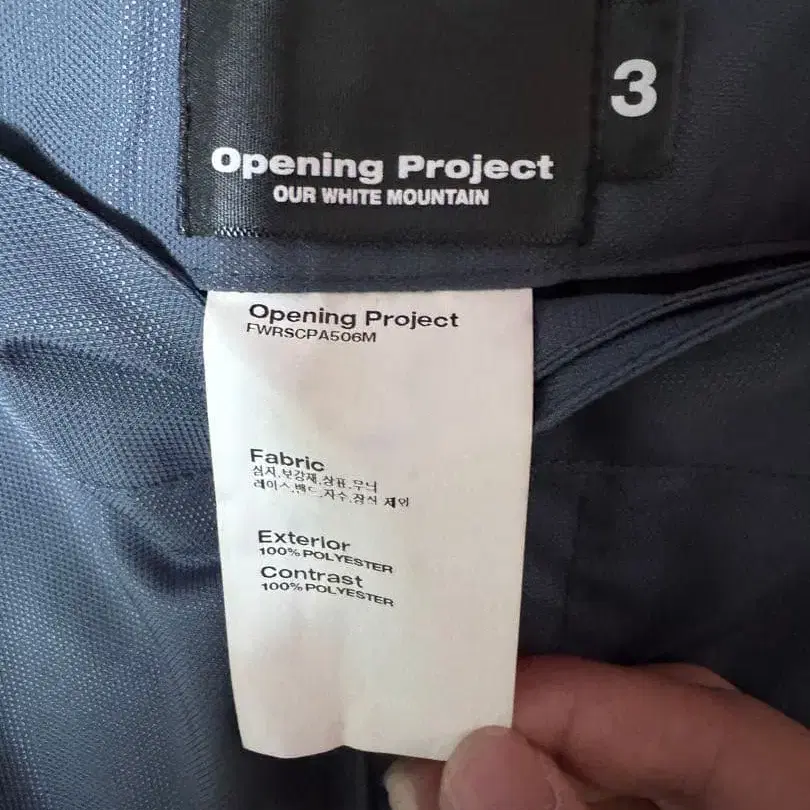 3
Opening Project
OUR WHITE MOUNTAIN
Opening Project
FWRSCPA506M
Fabric
심지.보강재.상표.무늬
레이스.밴드.자수.장식 제외
Exterior
100% POLYESTER
Contrast
100% POLYESTER